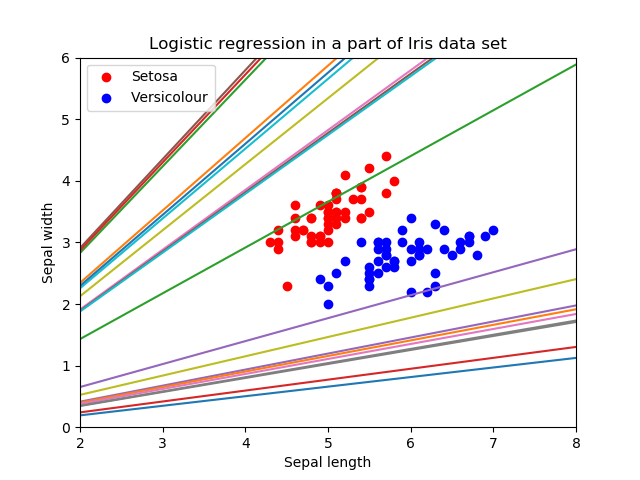 Logistic regression in a part of Iris data set
Setosa
Versicolour
6
5
4
3
2
1
0
Sepal width
2 3 4 5 6 7 8
Sepal length